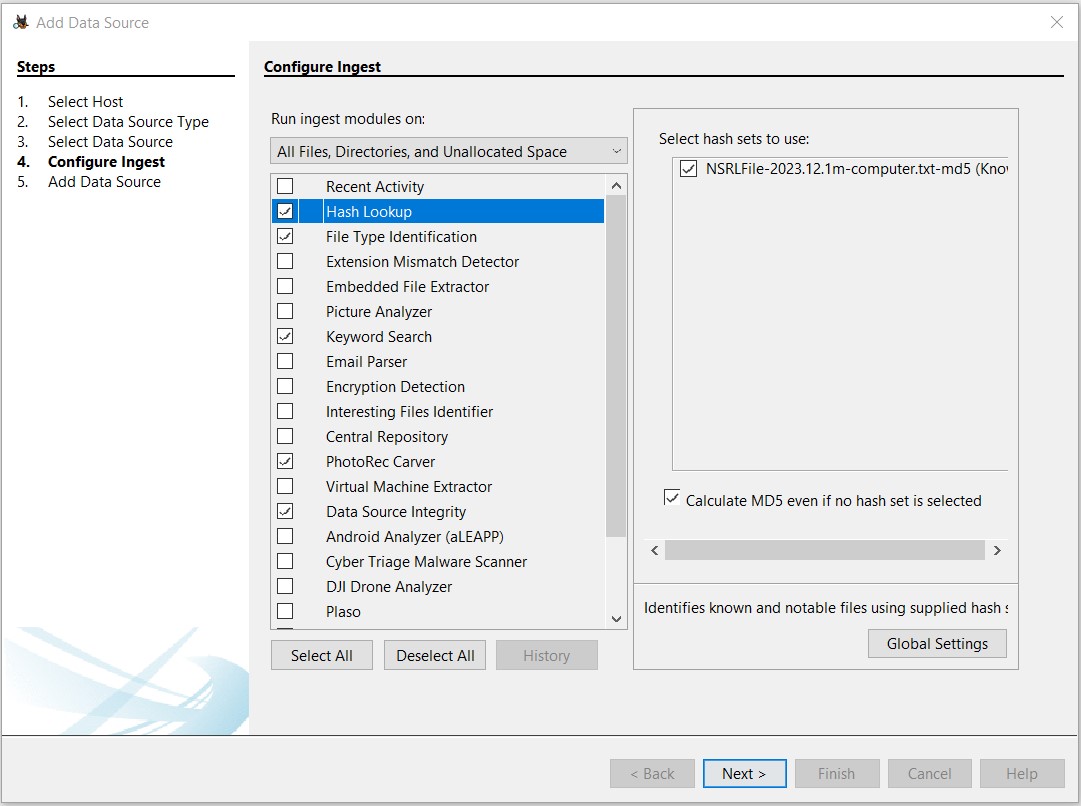 Add Data Source
Steps
1. Select Host
2. Select Data Source Type
3. Select Data Source
4. Configure Ingest
5. Add Data Source
Configure Ingest
Run ingest modules on:
All Files, Directories, and Unallocated Space
Recent Activity
Hash Lookup
File Type Identification
Extension Mismatch Detector
Embedded File Extractor
Picture Analyzer
Keyword Search
Email Parser
Encryption Detection
Interesting Files Identifier
Central Repository
PhotoRec Carver
Virtual Machine Extractor
Data Source Integrity
Android Analyzer (aLEAPP)
Cyber Triage Malware Scanner
DJI Drone Analyzer
Plaso
Select All
Deselect All
History
Select hash sets to use:
NSRLFile-2023.12.1m-computer.txt-md5 (Kno
Calculate MD5 even if no hash set is selected
Identifies known and notable files using supplied hash
Global Settings
< Back
Next >
Finish
Cancel
Help